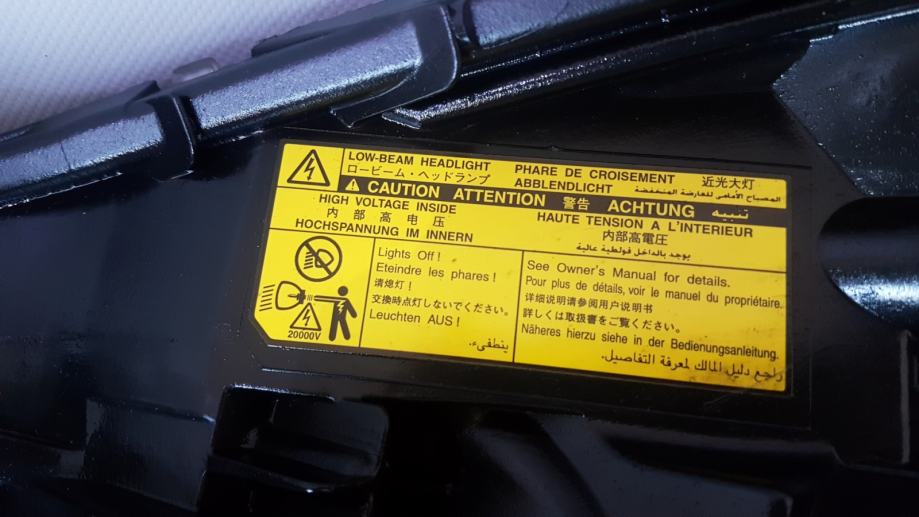 LOW-BEAM HEADLIGHT PHARE DE CROISEMENT 近光大灯
ロービーム・ヘッドランプ ABBLENDLICHT المصباح الأمامي للعارضة المنخفضة
CAUTION ATTENTION 警告 ACHTUNG تنبيه
HIGH VOLTAGE INSIDE
内部高电压
HOCHSPANNUNG IM INNERN
HAUTE TENSION A L'INTERIEUR
内部高電圧
يوجد بالداخل فولطية عالية
20000V
Lights Off!
Eteindre les phares!
请熄灯!
交換時点灯しないでください。
Leuchten AUS!
ينطفىء.
See Owner's Manual for details.
Pour plus de détails, voir le manuel du propriétaire.
详细说明请参阅用户说明书
詳しくは取扱書をご覧ください。
Näheres hierzu siehe in der Bedienungsanleitung.
راجع دليل المالك لمعرفة التفاصيل.